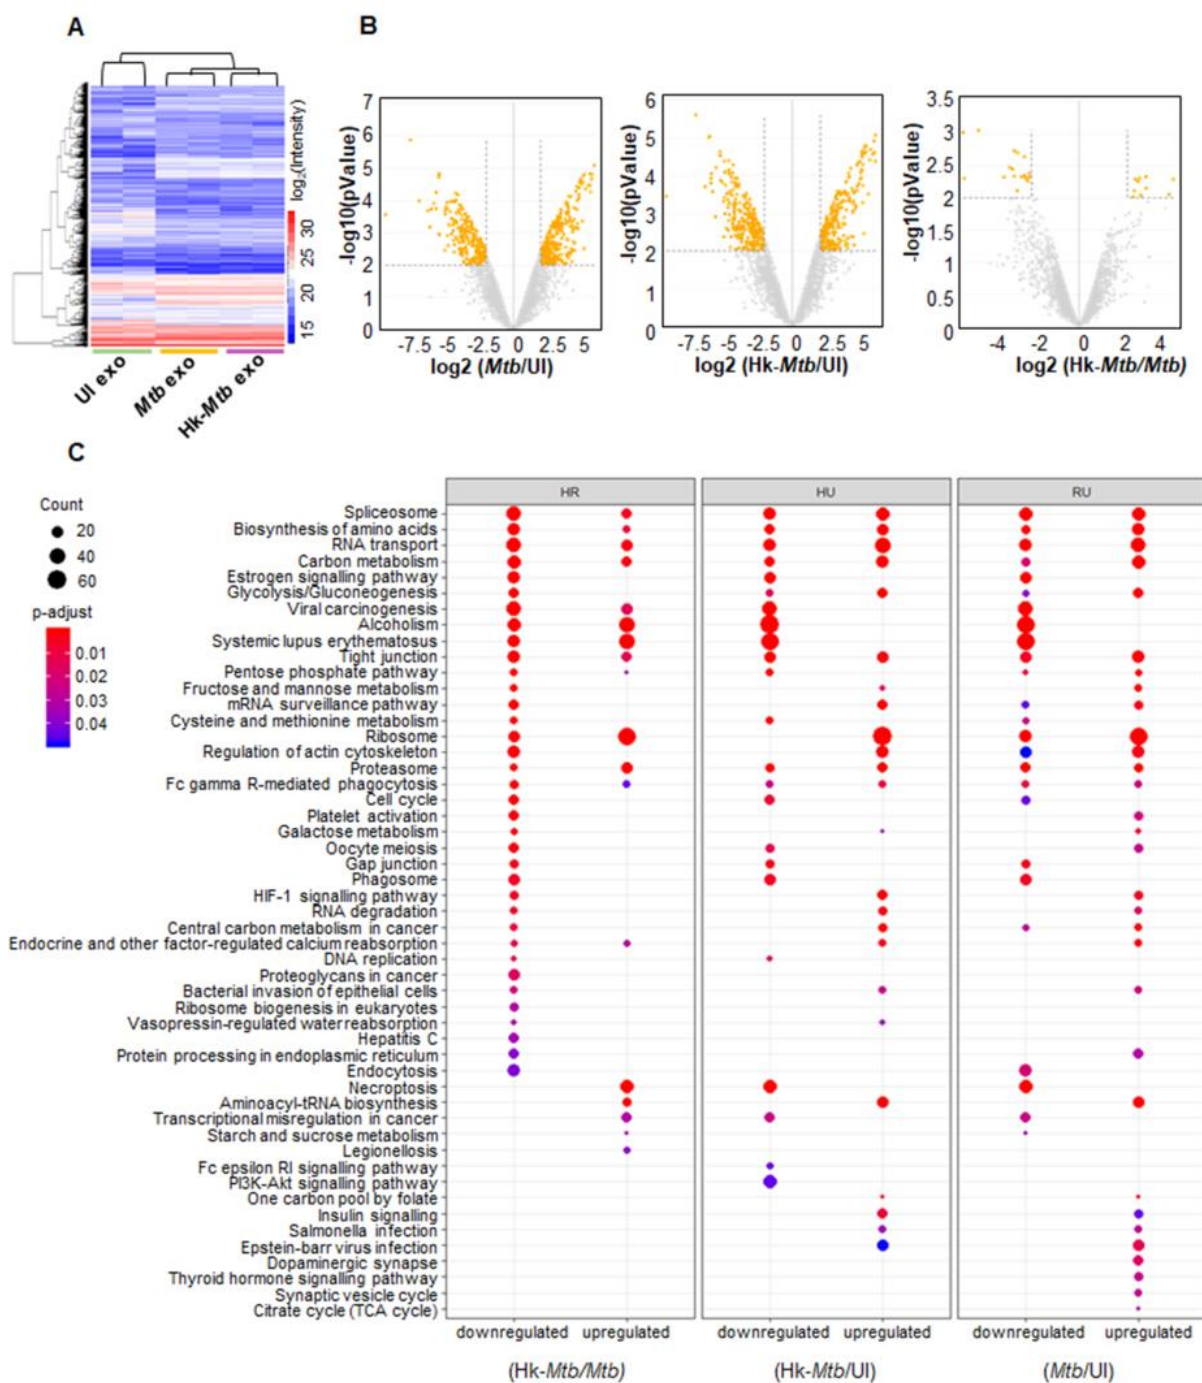 A
B
log2(Intensity)
30
25
20
15
UI exo
Mtb exo
Hk-Mtb exo
7
6
5
4
3
2
1
0
-log10(pValue)
-7.5 -2.5 0 2.5 5
log2 (Mtb/UI)
6
5
4
3
2
1
0
-log10(pValue)
-7.5 -5 -2.5 0 2.5 5
log2 (Hk-Mtb/UI)
3.5
3
2.5
2
1.5
1
0.5
0
-log10(pValue)
-4 -2 0 2 4
log2 (Hk-Mtb/Mtb)
C
Count
20
40
60
p-adjust
0.01
0.02
0.03
0.04
HR HU RU
Spliceosome
Biosynthesis of amino acids
RNA transport
Carbon metabolism
Estrogen signalling pathway
Glycolysis/Gluconeogenesis
Viral carcinogenesis
Alcoholism
Systemic lupus erythematosus
Tight junction
Pentose phosphate pathway
Fructose and mannose metabolism
mRNA surveillance pathway
Cysteine and methionine metabolism
Ribosome
Regulation of actin cytoskeleton
Proteasome
Fc gamma R-mediated phagocytosis
Cell cycle
Platelet activation
Galactose metabolism
Oocyte meiosis
Gap junction
Phagosome
HIF-1 signalling pathway
RNA degradation
Central carbon metabolism in cancer
Endocrine and other factor-regulated calcium reabsorption
DNA replication
Proteoglycans in cancer
Bacterial invasion of epithelial cells
Ribosome biogenesis in eukaryotes
Vasopressin-regulated water reabsorption
Hepatitis C
Protein processing in endoplasmic reticulum
Endocytosis
Necroptosis
Aminoacyl-tRNA biosynthesis
Transcriptional misregulation in cancer
Starch and sucrose metabolism
Legionellosis
Fc epsilon RI signalling pathway
PI3K-Akt signalling pathway
One carbon pool by folate
Insulin signalling
Salmonella infection
Epstein-barr virus infection
Dopaminergic synapse
Thyroid hormone signalling pathway
Synaptic vesicle cycle
Citrate cycle (TCA cycle)
downregulated upregulated downregulated upregulated downregulated upregulated
(Hk-Mtb/Mtb) (Hk-Mtb/UI) (Mtb/UI)